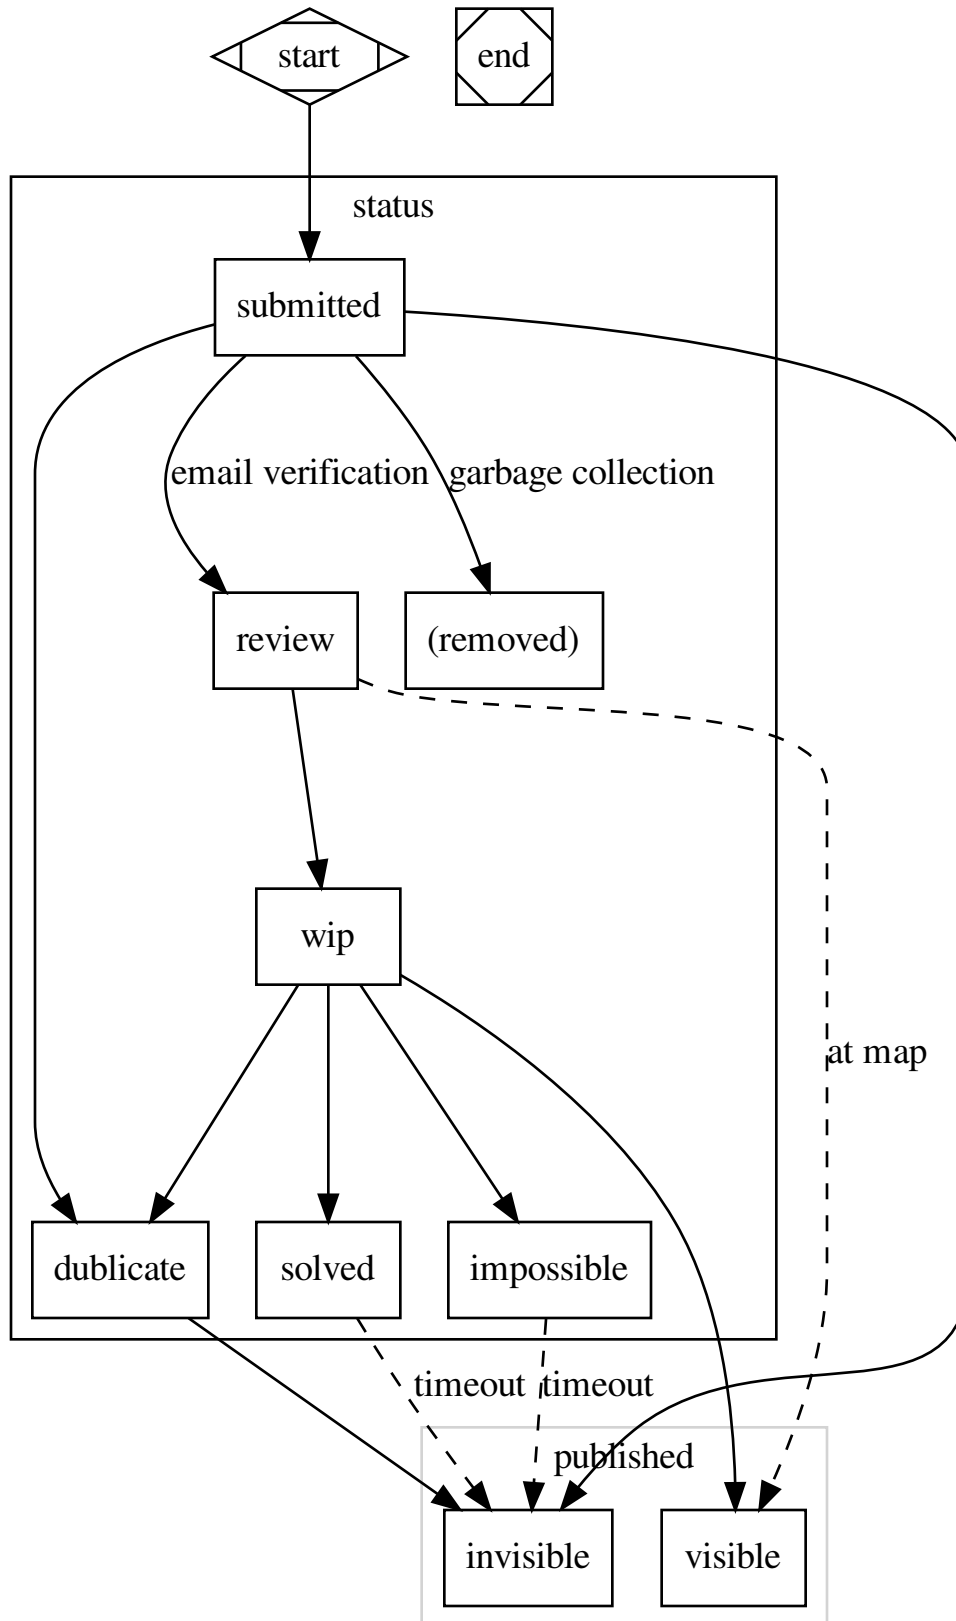 start
end
status
submitted
email verification
garbage collection
review
(removed)
wip
at map
dublicate
solved
impossible
timeout
timeout
published
invisible
visible